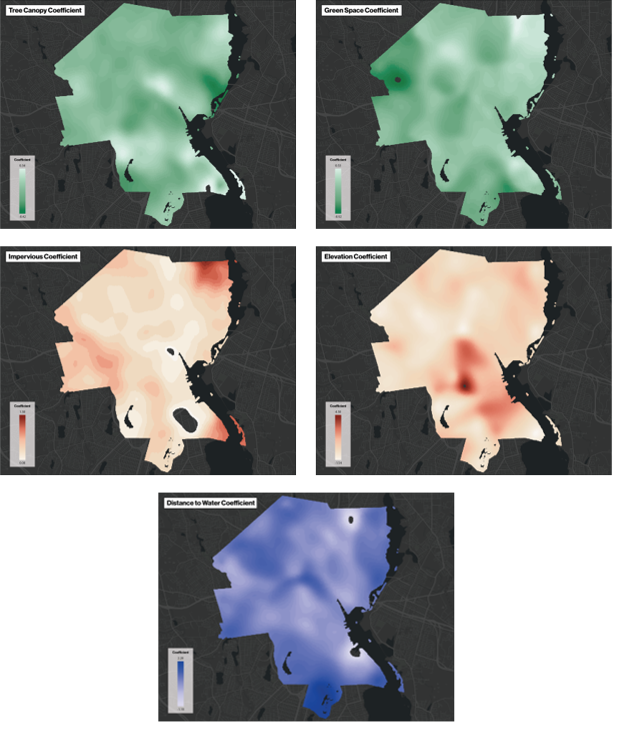 Tree Canopy Coefficient
Green Space Coefficient
Coefficient
Coefficient
Impervious Coefficient
Elevation Coefficient
Coefficient
Coefficient
Distance to Water Coefficient
Coefficient